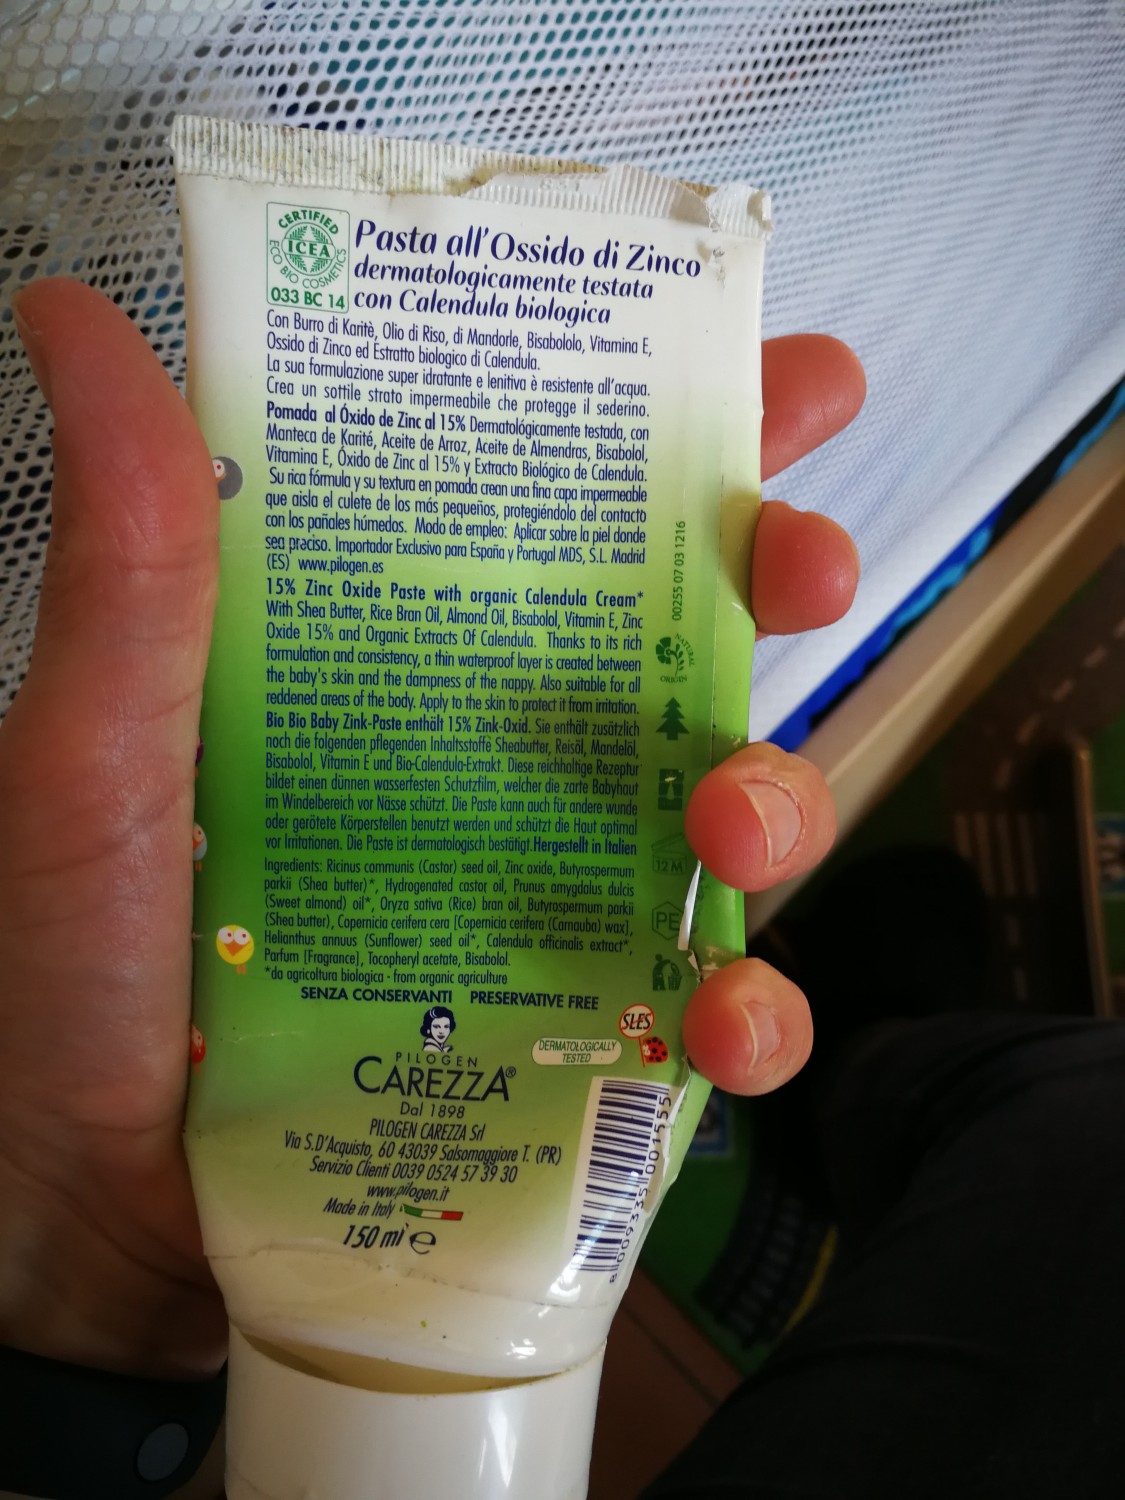 CERTIFIED
ICEA
ECO BIO COSMETICS
033 BC 14
Pasta all'Ossido di Zinco
dermatologicamente testata
con Calendula biologica
Con Burro di Karitè, Olio di Riso, di Mandorle, Bisabololo, Vitamina E,
Ossido di Zinco ed Estratto biologico di Calendula.
La sua formulazione super idratante e lenitiva è resistente all'acqua.
Crea un sottile strato impermeabile che protegge il sederino.
Pomada al Óxido de Zinc al 15% Dermatológicamente testada, con
Manteca de Karité, Aceite de Arroz, Aceite de Almendras, Bisabolol,
Vitamina E, Óxido de Zinc al 15% y Extracto Biológico de Calendula.
Su rica fórmula y su textura en pomada crean una fina capa impermeable
que aisla el culete de los más pequeños, protegiéndolo del contacto
con los pañales húmedos. Modo de empleo: Aplicar sobre la piel donde
sea praciso. Importador Exclusivo para España y Portugal MDS, S.L. Madrid
(ES) www.pilogen.es
15% Zinc Oxide Paste with organic Calendula Cream*
With Shea Butter, Rice Bran Oil, Almond Oil, Bisabolol, Vitamin E, Zinc
Oxide 15% and Organic Extracts Of Calendula. Thanks to its rich
formulation and consistency, a thin waterproof layer is created between
the baby's skin and the dampness of the nappy. Also suitable for all
reddened areas of the body. Apply to the skin to protect it from irritation.
Bio Bio Baby Zink-Paste enthält 15% Zink-Oxid. Sie enthält zusätzlich
noch die folgenden pflegenden Inhaltsstoffè Sheabutter, Reisöl, Mandelöl,
Bisabolol, Vitamin E und Bio-Calendula-Extrakt. Diese reichhaltige Rezeptur
bildet einen dünnen wasserfesten Schutzfilm, welcher die zarte Babyhaut
im Windelbereich vor Nässe schützt. Die Paste kann auch für andere wunde
oder gerötete Körperstellen benutzt werden und schützt die Haut optimal
vor Irritationen. Die Paste ist dermatologisch bestätigt.Hergestellt in Italien
Ingredients: Ricinus communis (Castor) seed oil, Zinc oxide, Butyrospermum
parkii (Shea butter)*, Hydrogenated castor oil, Prunus amygdalus dulcis
(Sweet almond) oil*, Oryza sativa (Rice) bran oil, Butyrospermum parkii
(Shea butter), Copernicia cerifera cera [Copernicia cerifera (Carnauba) wax],
Helianthus annuus (Sunflower) seed oil*, Calendula officinalis extract*,
Parfum [Fragrance], Tocopheryl acetate, Bisabolol.
*da agricoltura biologica - from organic agriculture
SENZA CONSERVANTI PRESERVATIVE FREE
00255 07 03 1216
NATURAL
ORIGIN
12 M
PE
SLES
DERMATOLOGICALLY
TESTED
PILOGEN
CAREZZA®
Dal 1898
PILOGEN CAREZZA Srl
Via S.D'Acquisto, 60 43039 Salsomaggiore T. (PR)
Servizio Clienti 0039 0524 57 39 30
www.pilogen.it
Made in Italy
150 ml e
8 009335 001555